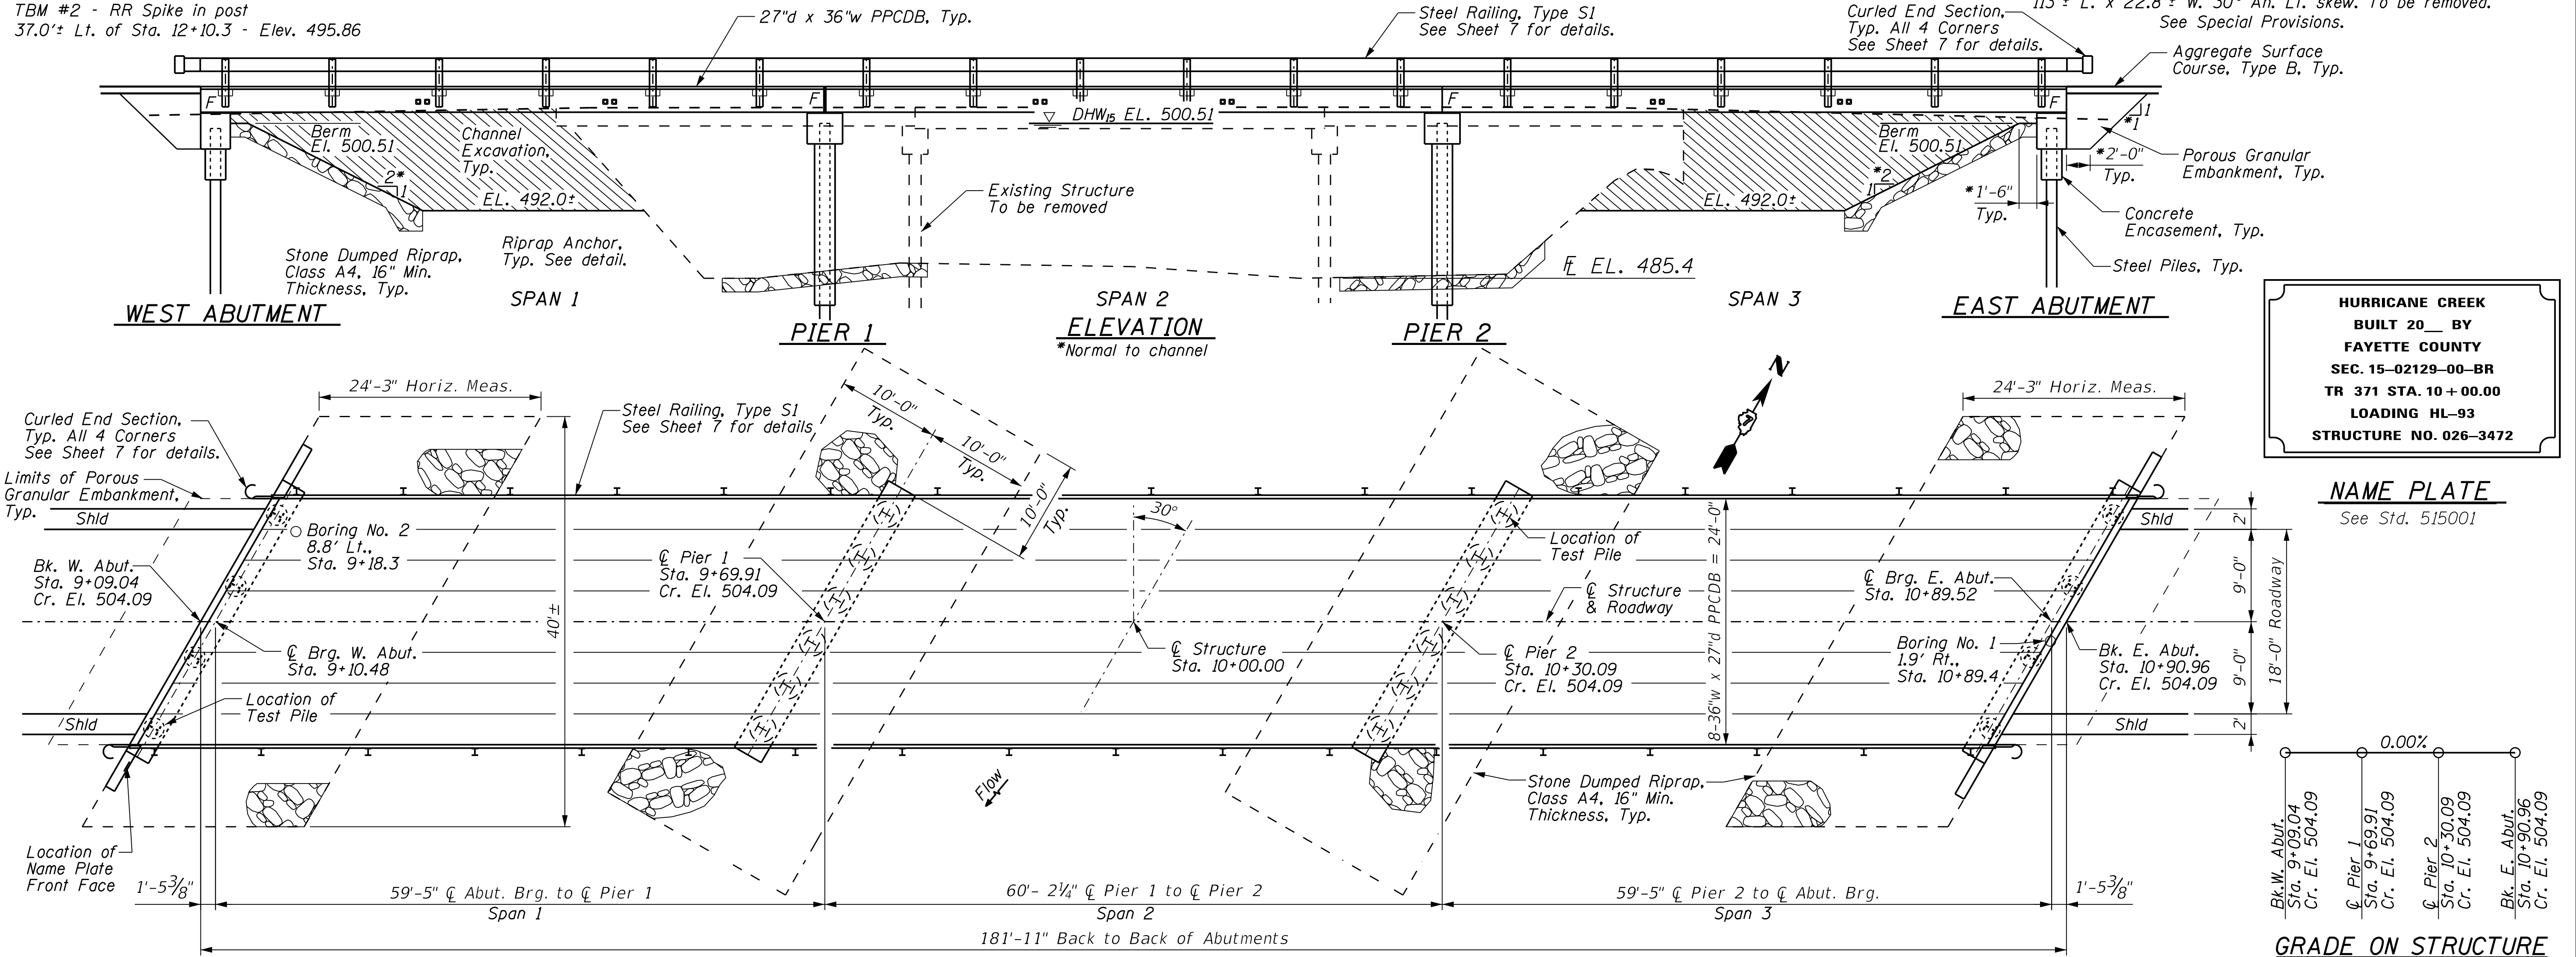 TBM #2 - RR Spike in post
37.0'± Lt. of Sta. 12+10.3 - Elev. 495.86
27"d x 36"w PPCDB, Typ.
Steel Railing, Type S1
See Sheet 7 for details.
Curled End Section,
Typ. All 4 Corners
See Sheet 7 for details.
113'± L. x 22.8'± W. 30° Ah. Lt. skew. To be removed.
See Special Provisions.
Aggregate Surface
Course, Type B, Typ.
F
F
F
F
Berm
El. 500.51
Channel
Excavation,
Typ.
2*
1
EL. 492.0±
DHW15 EL. 500.51
Existing Structure
To be removed
Berm
El. 500.51
*2
1
EL. 492.0±
1
*1
*2'-0"
Typ.
*1'-6"
Typ.
Porous Granular
Embankment, Typ.
Concrete
Encasement, Typ.
Steel Piles, Typ.
Stone Dumped Riprap,
Class A4, 16" Min.
Thickness, Typ.
Riprap Anchor,
Typ. See detail.
FL EL. 485.4
SPAN 1
SPAN 2
SPAN 3
WEST ABUTMENT
PIER 1
ELEVATION
*Normal to channel
PIER 2
EAST ABUTMENT
HURRICANE CREEK
BUILT 20__ BY
FAYETTE COUNTY
SEC. 15–02129–00–BR
TR 371 STA. 10+00.00
LOADING HL–93
STRUCTURE NO. 026–3472
NAME PLATE
See Std. 515001
24'-3" Horiz. Meas.
Curled End Section,
Typ. All 4 Corners
See Sheet 7 for details.
Steel Railing, Type S1
See Sheet 7 for details
10'-0"
Typ.
10'-0"
Typ.
10'-0"
Typ.
N
24'-3" Horiz. Meas.
Limits of Porous
Granular Embankment,
Typ.
Shld
Boring No. 2
8.8' Lt.,
Sta. 9+18.3
Bk. W. Abut.
Sta. 9+09.04
Cr. El. 504.09
40'±
℄ Pier 1
Sta. 9+69.91
Cr. El. 504.09
30°
Location of
Test Pile
℄ Structure
& Roadway
8-36"w x 27"d PPCDB = 24'-0"
℄ Brg. E. Abut.
Sta. 10+89.52
Shld
2'
9'-0"
9'-0"
2'
18'-0" Roadway
℄ Brg. W. Abut.
Sta. 9+10.48
℄ Structure
Sta. 10+00.00
℄ Pier 2
Sta. 10+30.09
Cr. El. 504.09
Boring No. 1
1.9' Rt.,
Sta. 10+89.4
Bk. E. Abut.
Sta. 10+90.96
Cr. El. 504.09
Location of
Test Pile
Shld
Shld
Flow
Stone Dumped Riprap,
Class A4, 16" Min.
Thickness, Typ.
Location of
Name Plate
Front Face
1'-5⅜"
59'-5" ℄ Abut. Brg. to ℄ Pier 1
Span 1
60'- 2¼" ℄ Pier 1 to ℄ Pier 2
Span 2
59'-5" ℄ Pier 2 to ℄ Abut. Brg.
Span 3
1'-5⅜"
181'-11" Back to Back of Abutments
0.00%
Bk.W. Abut.
Sta. 9+09.04
Cr. El. 504.09
℄ Pier 1
Sta. 9+69.91
Cr. El. 504.09
℄ Pier 2
Sta. 10+30.09
Cr. El. 504.09
Bk. E. Abut.
Sta. 10+90.96
Cr. El. 504.09
GRADE ON STRUCTURE